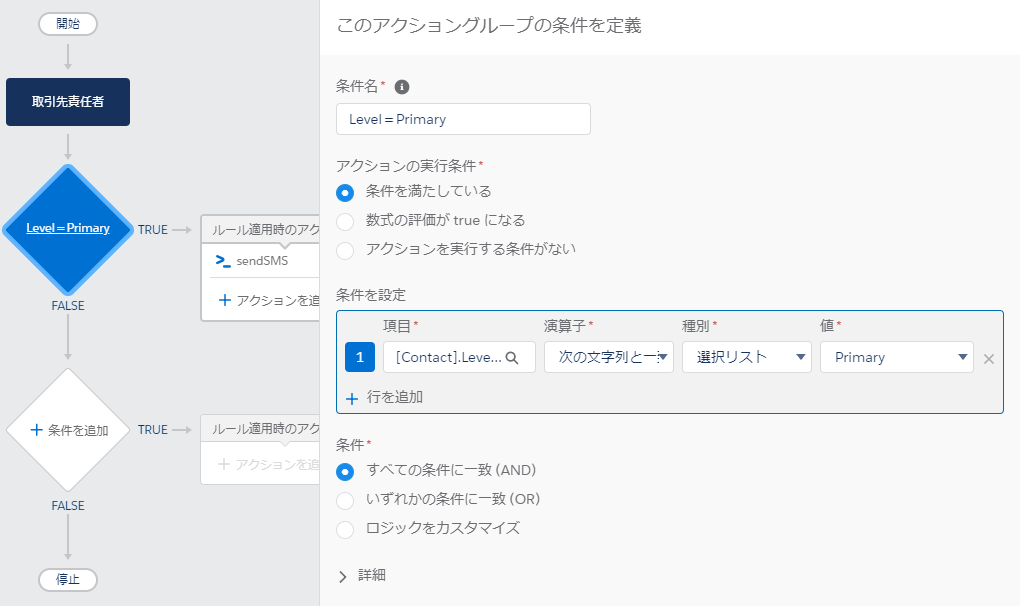 開始
取引先責任者
Level = Primary
TRUE
ルール適用時のアク
sendSMS
+ アクションを追
FALSE
+ 条件を追加
TRUE
ルール適用時のアク
+ アクションを追
FALSE
停止
このアクショングループの条件を定義
条件名*
Level = Primary
アクションの実行条件*
条件を満たしている
数式の評価が true になる
アクションを実行する条件がない
条件を設定
項目* 演算子* 種別* 値*
1 [Contact].Leve... 次の文字列と一 選択リスト Primary ×
+ 行を追加
条件*
すべての条件に一致 (AND)
いずれかの条件に一致 (OR)
ロジックをカスタマイズ
詳細